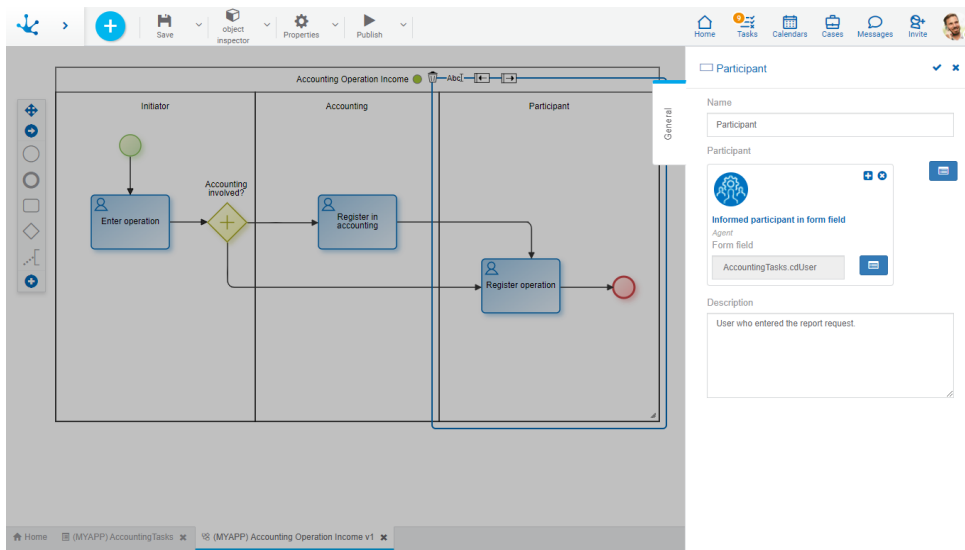 Save
object
inspector
Properties
Publish
Home
9
Tasks
Calendars
Cases
Messages
Invite
Accounting Operation Income
Abc
Initiator
Accounting
Participant
Enter operation
Accounting
involved?
Register in
accounting
Register operation
General
Participant
Name
Participant
Participant
Informed participant in form field
Agent
Form field
AccountingTasks.cdUser
Description
User who entered the report request.
Home
(MYAPP) AccountingTasks
(MYAPP) Accounting Operation Income v1